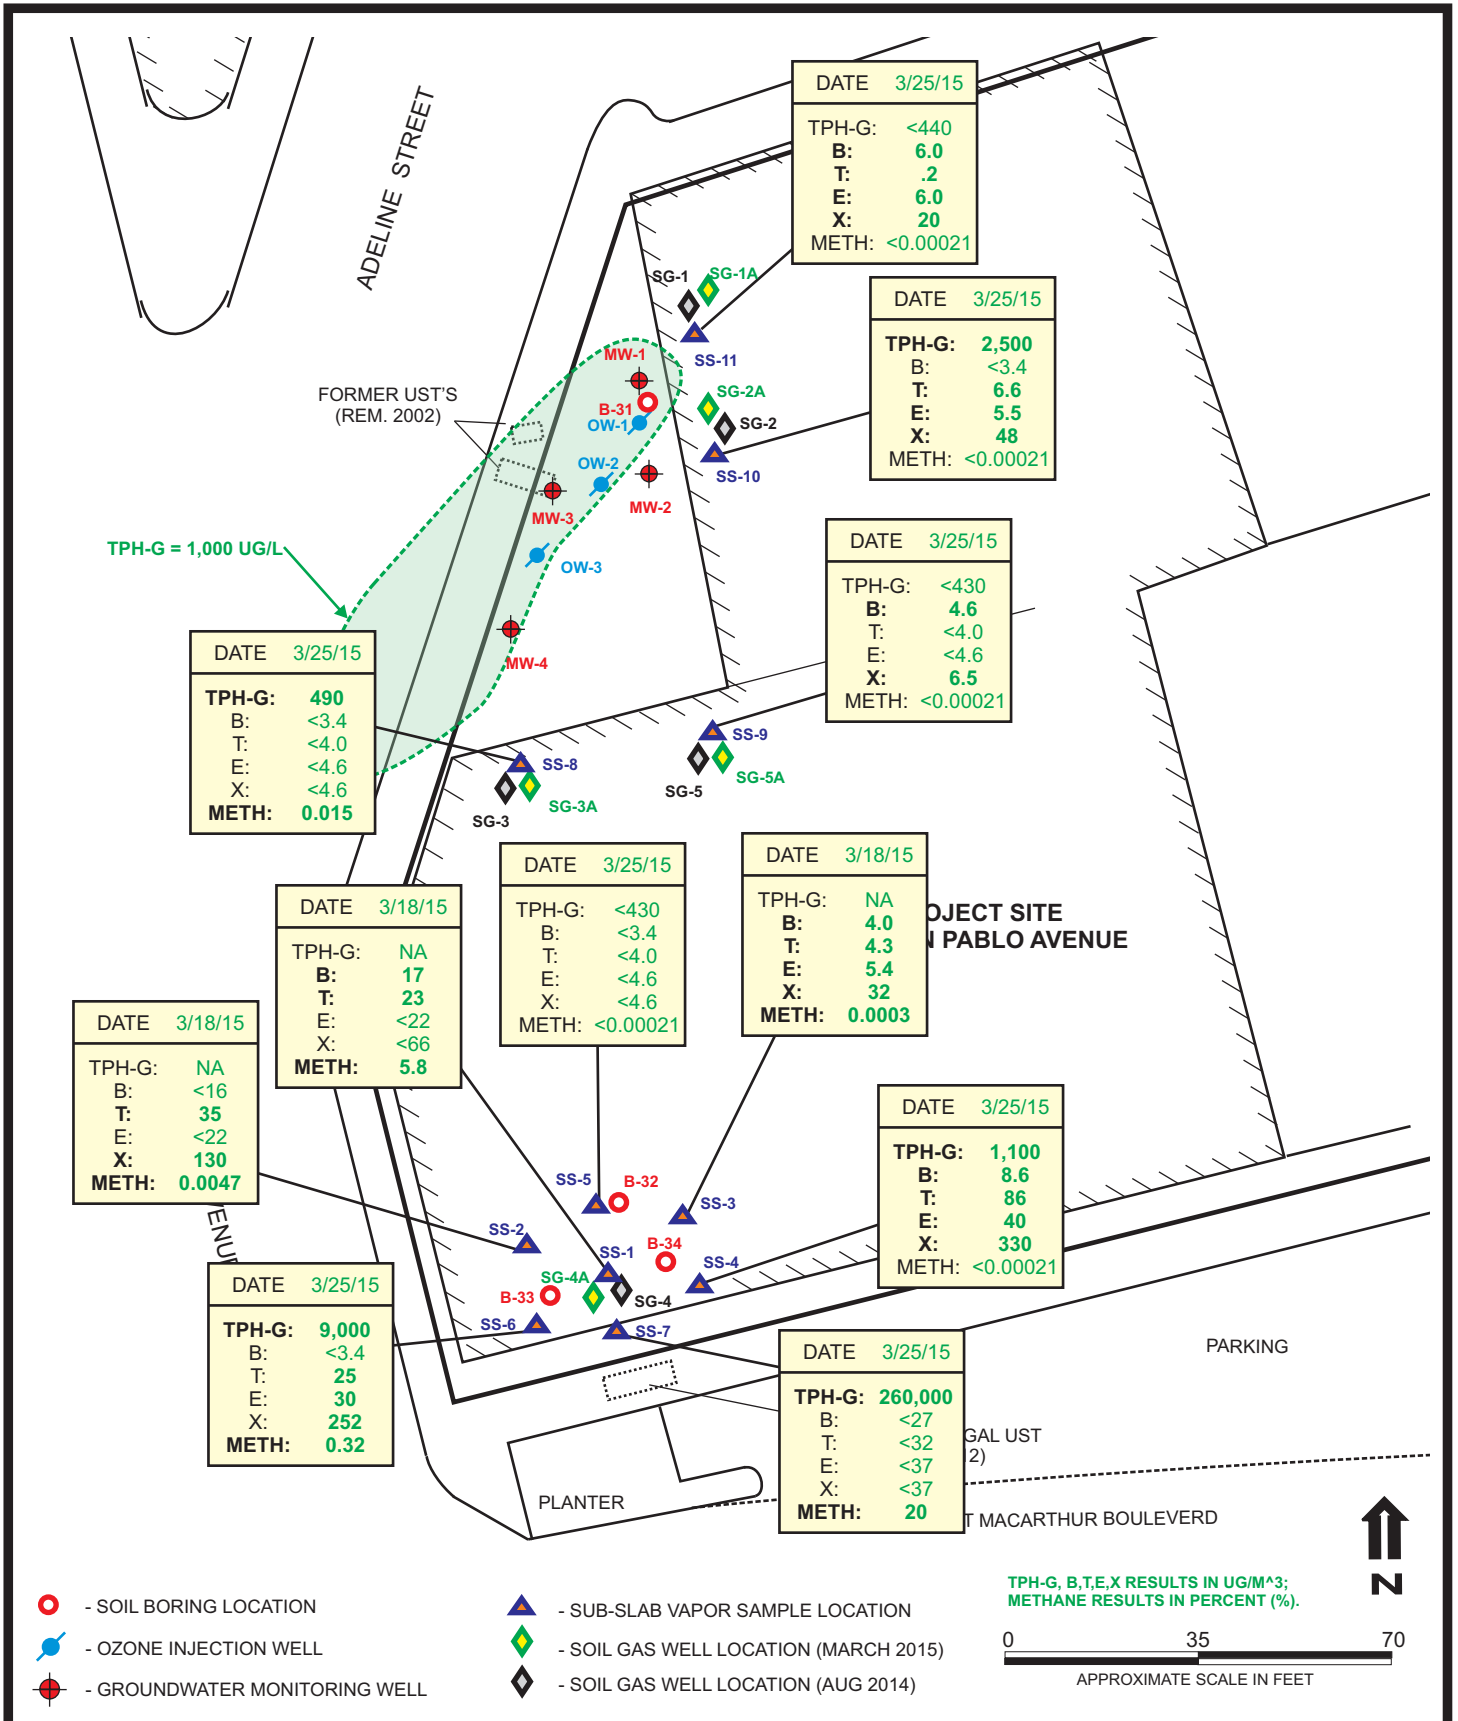 ADELINE STREET
DATE 3/25/15
TPH-G: <440
B: 6.0
T: .2
E: 6.0
X: 20
METH: <0.00021
SG-1
SG-1A
SS-11
DATE 3/25/15
TPH-G: 2,500
B: <3.4
T: 6.6
E: 5.5
X: 48
METH: <0.00021
MW-1
B-31
OW-1
SG-2A
SG-2
SS-10
FORMER UST'S
(REM. 2002)
OW-2
MW-2
MW-3
OW-3
MW-4
TPH-G = 1,000 UG/L
DATE 3/25/15
TPH-G: <430
B: 4.6
T: <4.0
E: <4.6
X: 6.5
METH: <0.00021
DATE 3/25/15
TPH-G: 490
B: <3.4
T: <4.0
E: <4.6
X: <4.6
METH: 0.015
SS-9
SG-5
SG-5A
SS-8
SG-3A
SG-3
DATE 3/25/15
TPH-G: <430
B: <3.4
T: <4.0
E: <4.6
X: <4.6
METH: <0.00021
DATE 3/18/15
TPH-G: NA
B: 4.0
T: 4.3
E: 5.4
X: 32
METH: 0.0003
OJECT SITE
N PABLO AVENUE
DATE 3/18/15
TPH-G: NA
B: 17
T: 23
E: <22
X: <66
METH: 5.8
DATE 3/18/15
TPH-G: NA
B: <16
T: 35
E: <22
X: 130
METH: 0.0047
VENUE
DATE 3/25/15
TPH-G: 1,100
B: 8.6
T: 86
E: 40
X: 330
METH: <0.00021
SS-5
B-32
SS-3
SS-2
SS-1
B-34
SS-4
SG-4A
SG-4
B-33
SS-6
SS-7
DATE 3/25/15
TPH-G: 9,000
B: <3.4
T: 25
E: 30
X: 252
METH: 0.32
DATE 3/25/15
TPH-G: 260,000
B: <27
T: <32
E: <37
X: <37
METH: 20
PARKING
GAL UST
12)
PLANTER
T MACARTHUR BOULEVERD
N
- SOIL BORING LOCATION
- OZONE INJECTION WELL
- GROUNDWATER MONITORING WELL
- SUB-SLAB VAPOR SAMPLE LOCATION
- SOIL GAS WELL LOCATION (MARCH 2015)
- SOIL GAS WELL LOCATION (AUG 2014)
TPH-G, B,T,E,X RESULTS IN UG/M^3;
METHANE RESULTS IN PERCENT (%).
0 35 70
APPROXIMATE SCALE IN FEET